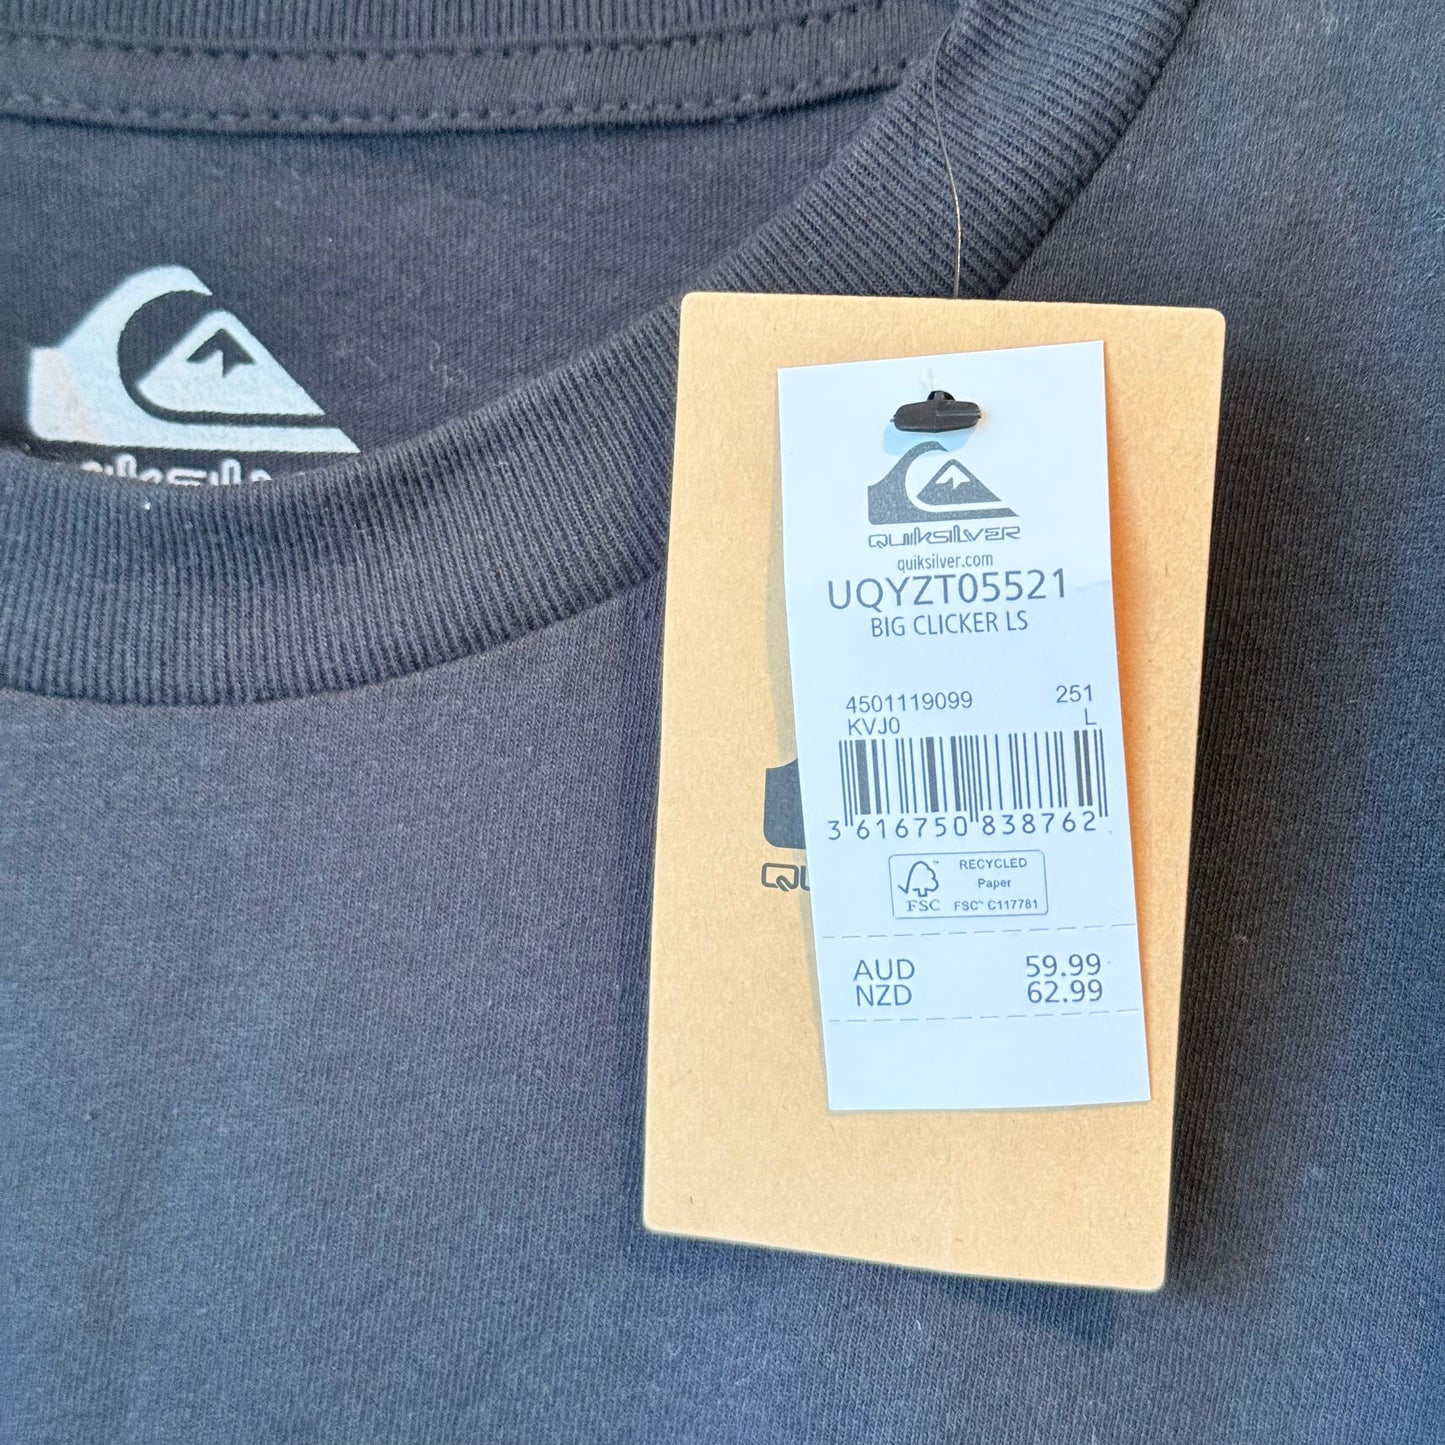 QUIKSILVER
quiksilver.com
UQYZT05521
BIG CLICKER LS
4501119099 251
KVJ0 L
3 616750 838762
RECYCLED
Paper
FSC™ C117781
FSC
AUD 59.99
NZD 62.99